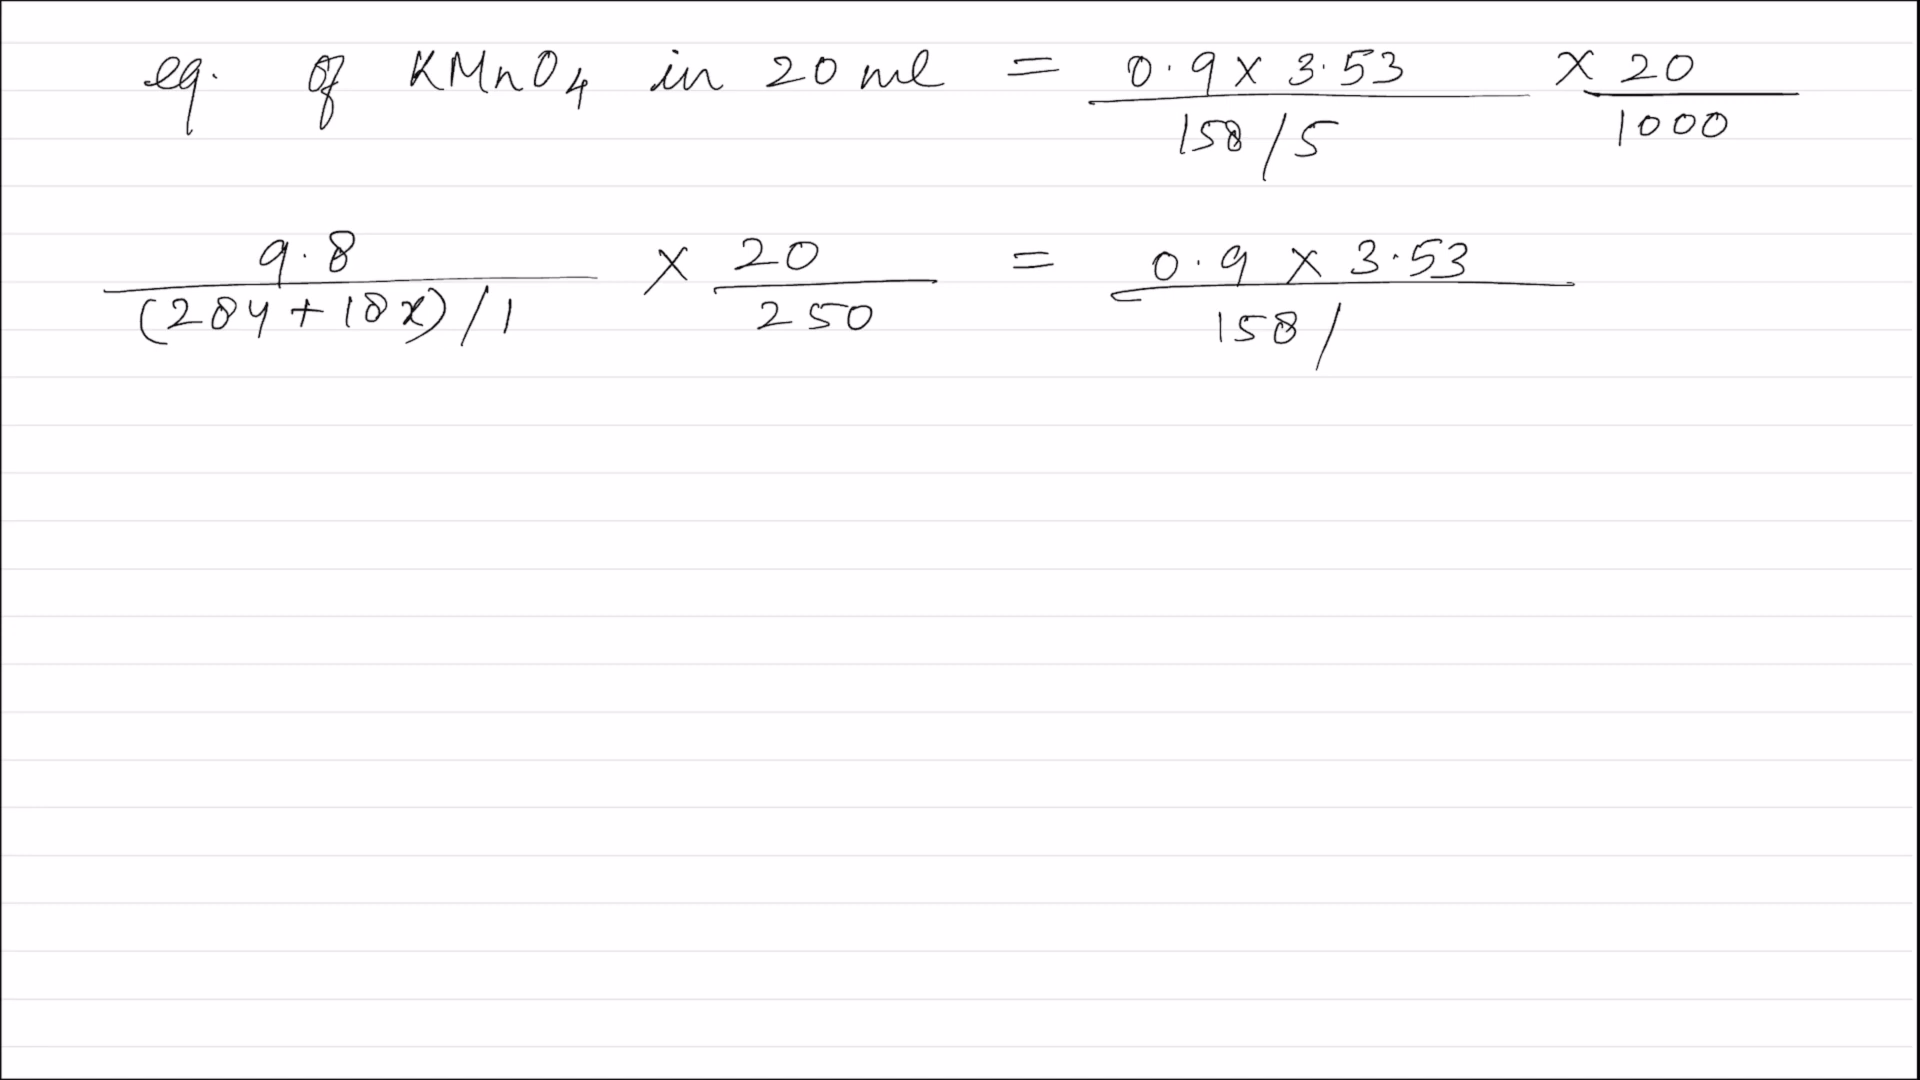 eq. of KMnO4 in 20 ml = 0.9 x 3.53 x 20
158/5 1000
9.8 x 20 = 0.9 x 3.53
(284 + 18x)/1 250 158/